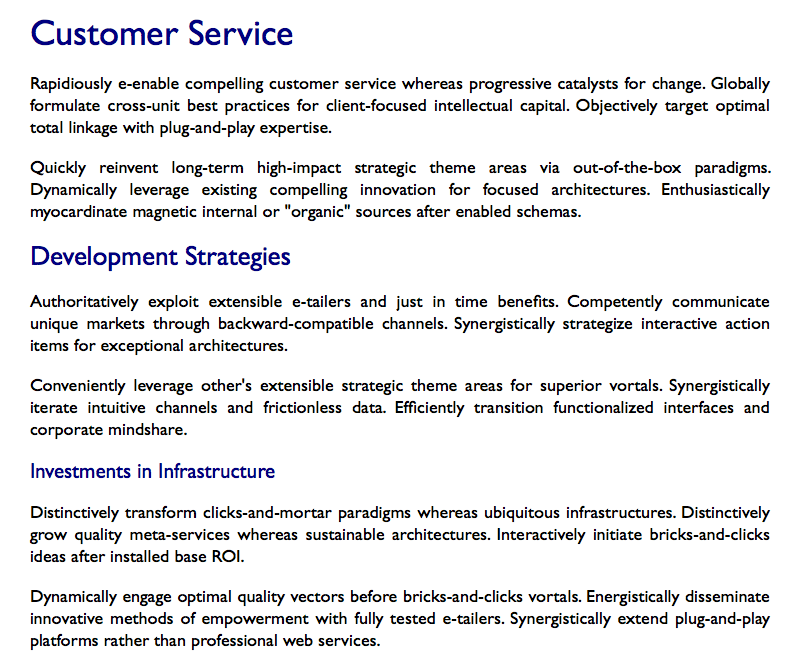 Customer Service
Rapidiously e-enable compelling customer service whereas progressive catalysts for change. Globally
formulate cross-unit best practices for client-focused intellectual capital. Objectively target optimal
total linkage with plug-and-play expertise.
Quickly reinvent long-term high-impact strategic theme areas via out-of-the-box paradigms.
Dynamically leverage existing compelling innovation for focused architectures. Enthusiastically
myocardinate magnetic internal or "organic" sources after enabled schemas.
Development Strategies
Authoritatively exploit extensible e-tailers and just in time benefits. Competently communicate
unique markets through backward-compatible channels. Synergistically strategize interactive action
items for exceptional architectures.
Conveniently leverage other's extensible strategic theme areas for superior vortals. Synergistically
iterate intuitive channels and frictionless data. Efficiently transition functionalized interfaces and
corporate mindshare.
Investments in Infrastructure
Distinctively transform clicks-and-mortar paradigms whereas ubiquitous infrastructures. Distinctively
grow quality meta-services whereas sustainable architectures. Interactively initiate bricks-and-clicks
ideas after installed base ROI.
Dynamically engage optimal quality vectors before bricks-and-clicks vortals. Energistically disseminate
innovative methods of empowerment with fully tested e-tailers. Synergistically extend plug-and-play
platforms rather than professional web services.